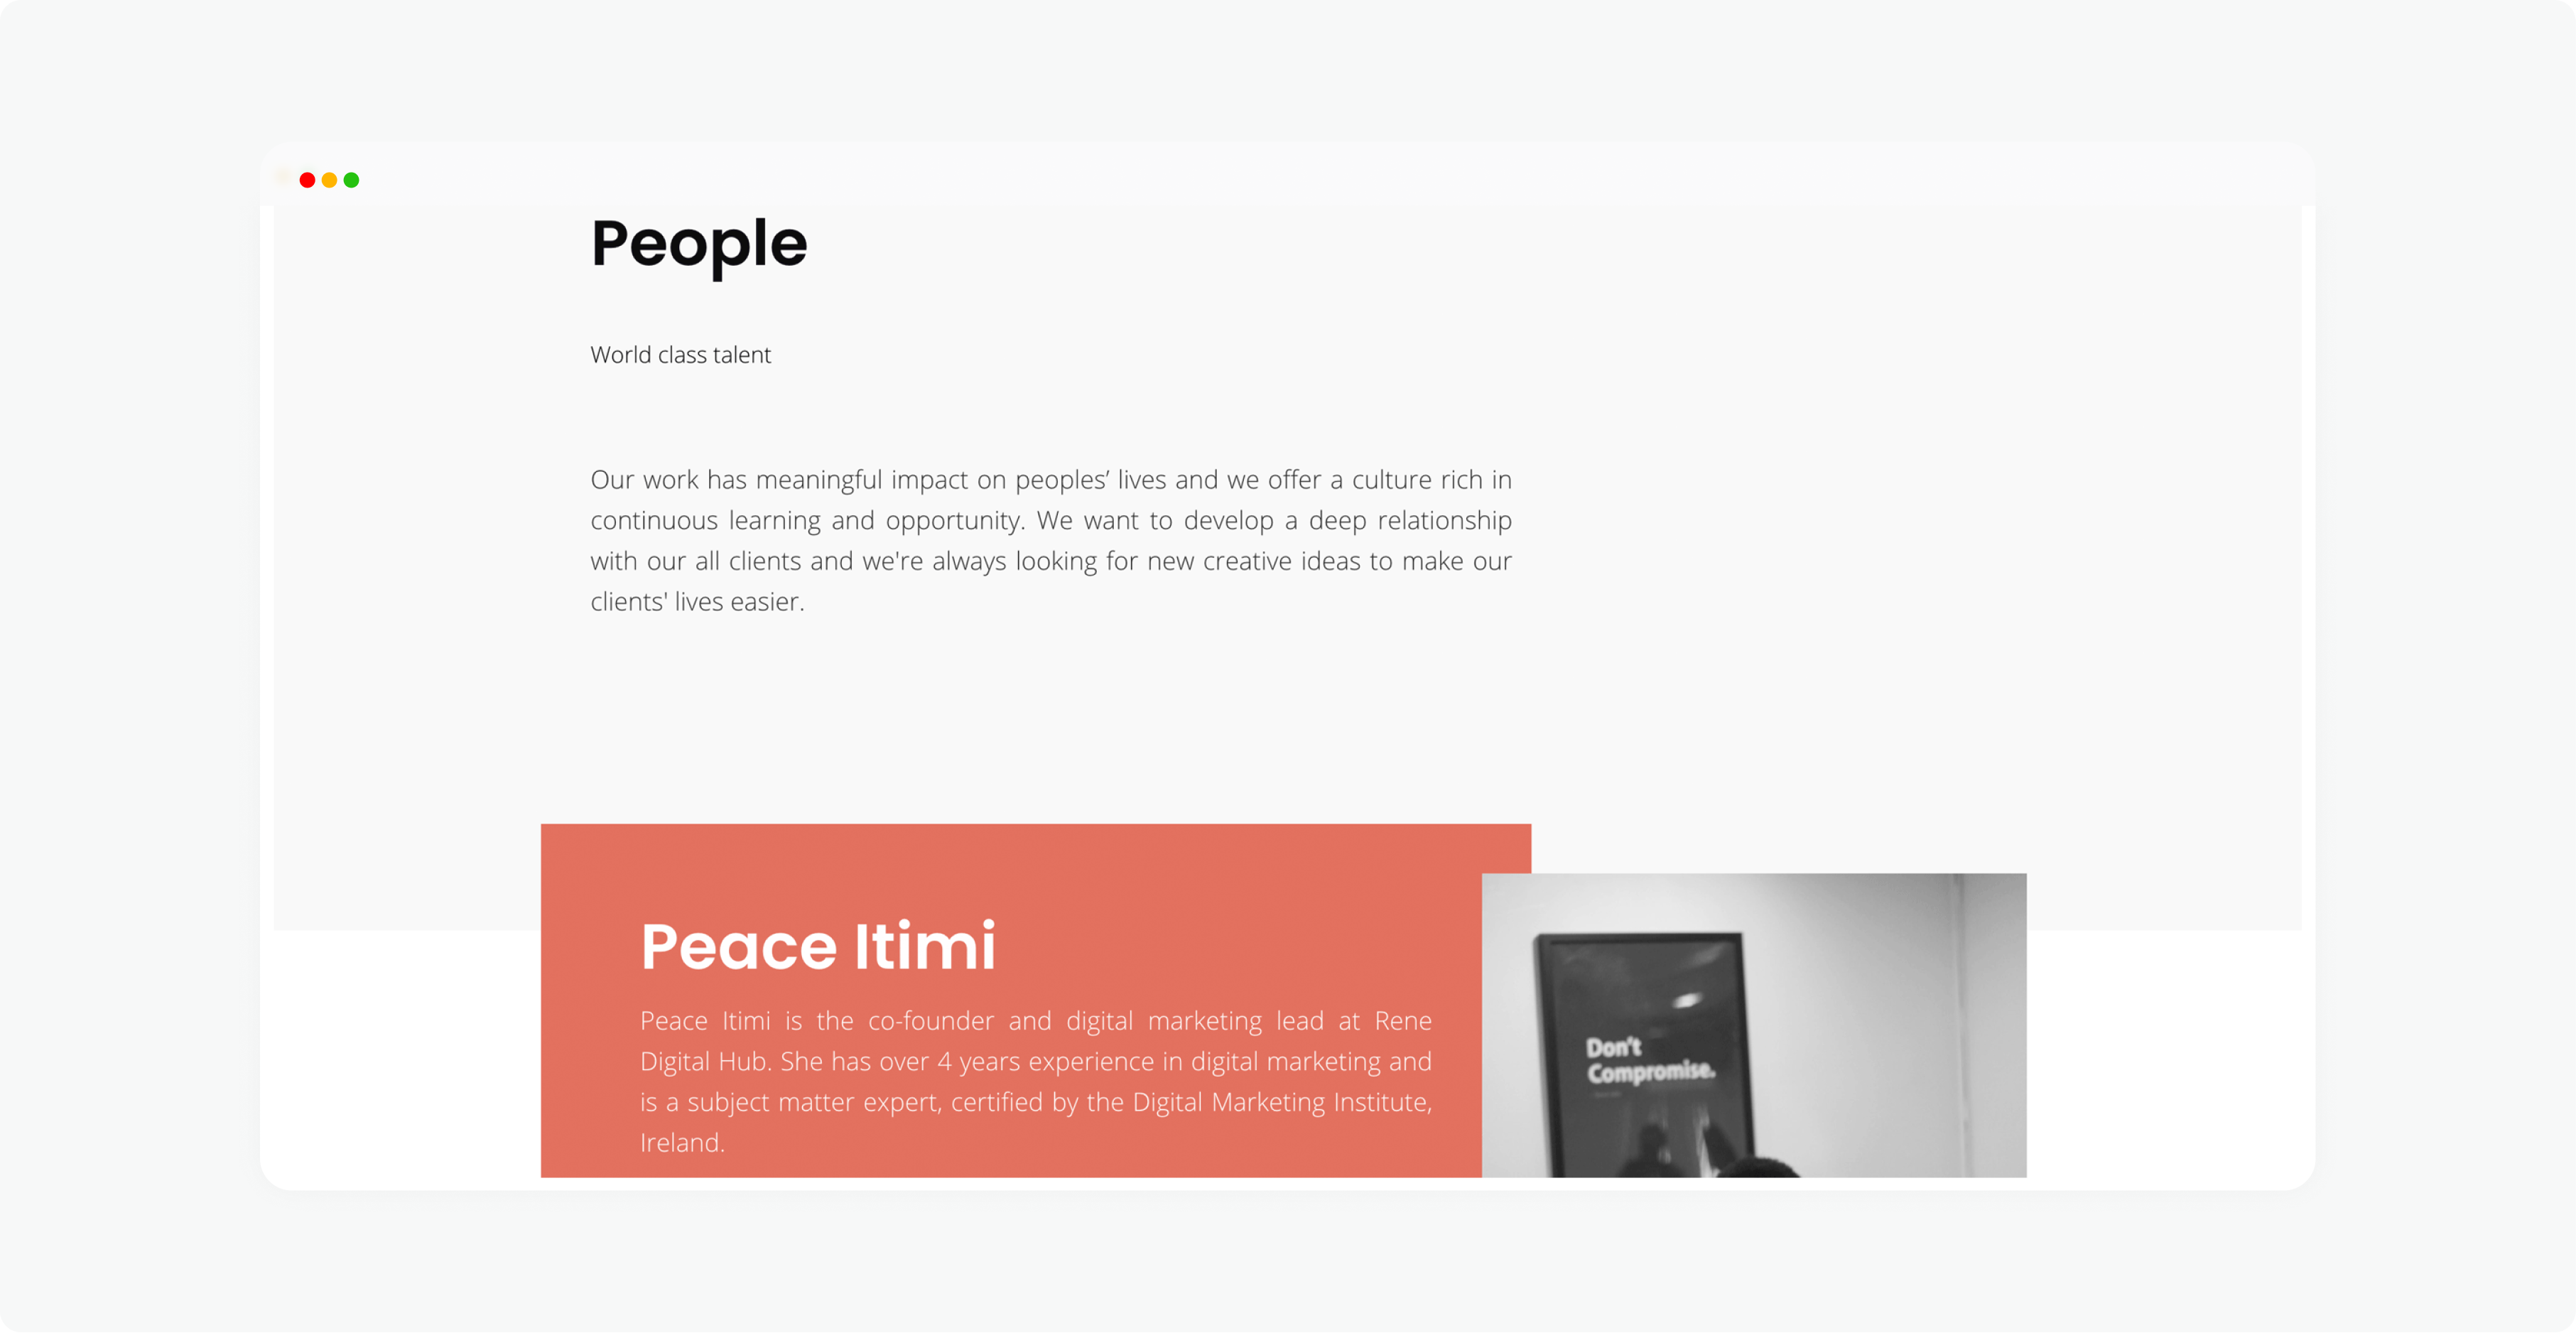 People
World class talent
Our work has meaningful impact on peoples’ lives and we offer a culture rich in
continuous learning and opportunity. We want to develop a deep relationship
with our all clients and we're always looking for new creative ideas to make our
clients' lives easier.
Peace Itimi
Peace Itimi is the co-founder and digital marketing lead at Rene
Digital Hub. She has over 4 years experience in digital marketing and
is a subject matter expert, certified by the Digital Marketing Institute,
Ireland.
Don't
Compromise.